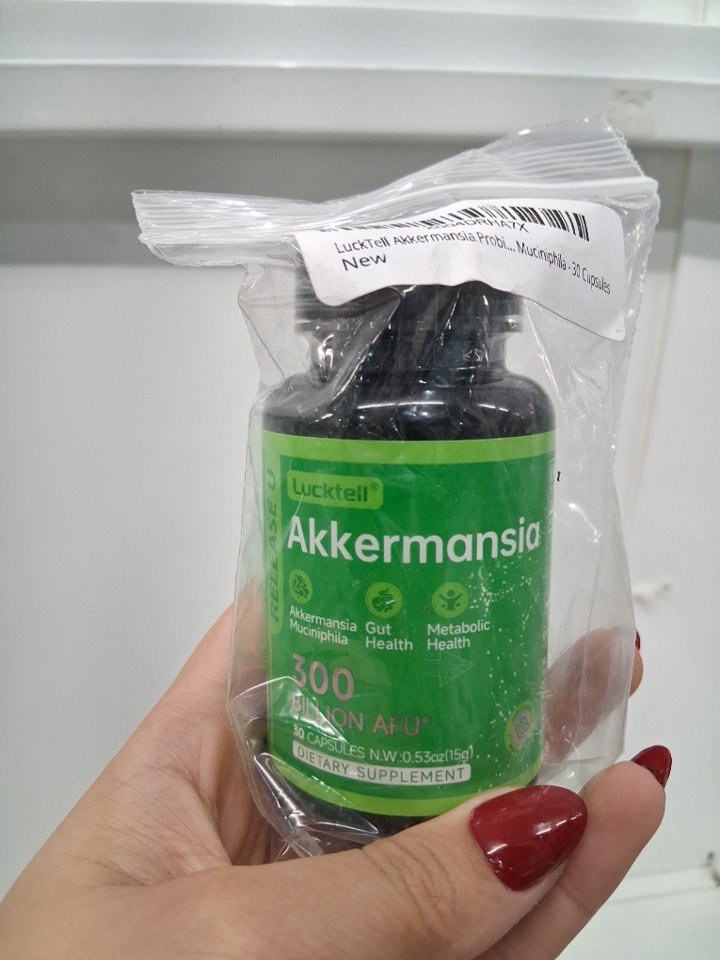 LuckTell Akkermansia Probi... Muciniphila - 30 Capsules
New
RELEASE U
Lucktell®
Akkermansia
Akkermansia
Muciniphila
Gut
Health
Metabolic
Health
300
BILLION AFU*
30 CAPSULES N.W.:0.53oz(15g)
DIETARY SUPPLEMENT